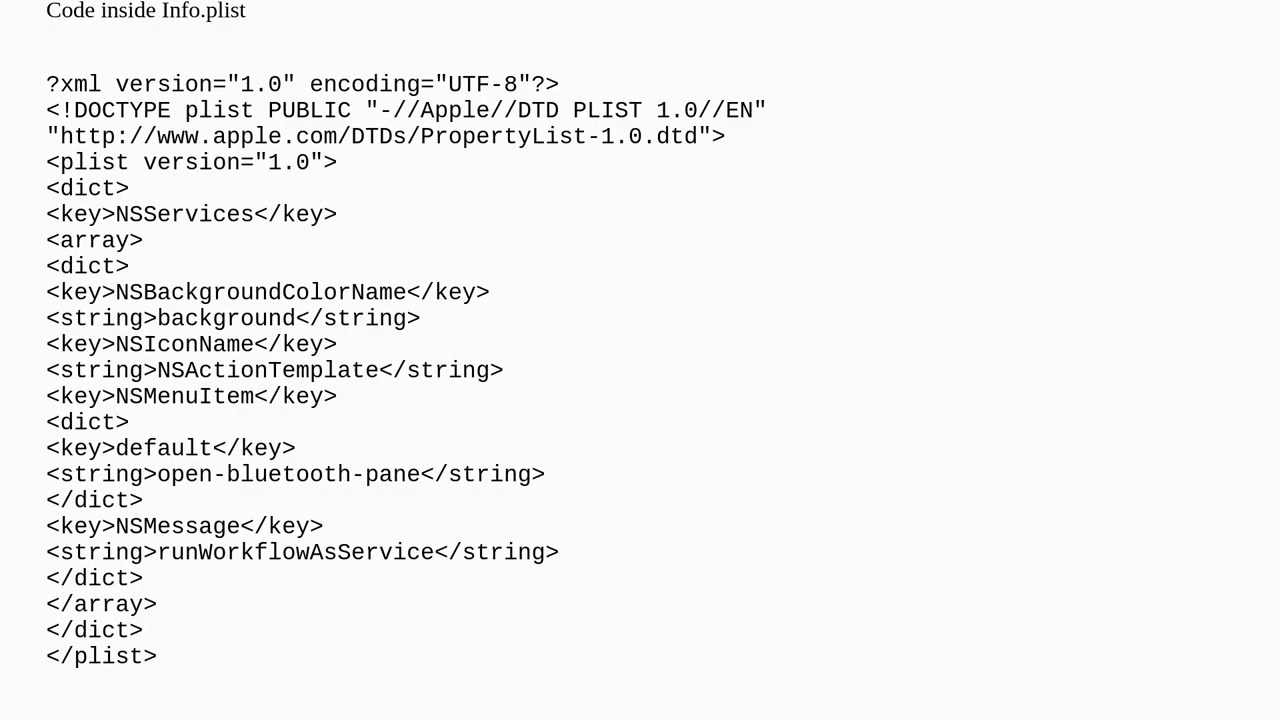 Code inside Info.plist
?xml version="1.0" encoding="UTF-8"?>
<!DOCTYPE plist PUBLIC "-//Apple//DTD PLIST 1.0//EN"
"http://www.apple.com/DTDs/PropertyList-1.0.dtd">
<plist version="1.0">
<dict>
<key>NSServices</key>
<array>
<dict>
<key>NSBackgroundColorName</key>
<string>background</string>
<key>NSIconName</key>
<string>NSActionTemplate</string>
<key>NSMenuItem</key>
<dict>
<key>default</key>
<string>open-bluetooth-pane</string>
</dict>
<key>NSMessage</key>
<string>runWorkflowAsService</string>
</dict>
</array>
</dict>
</plist>